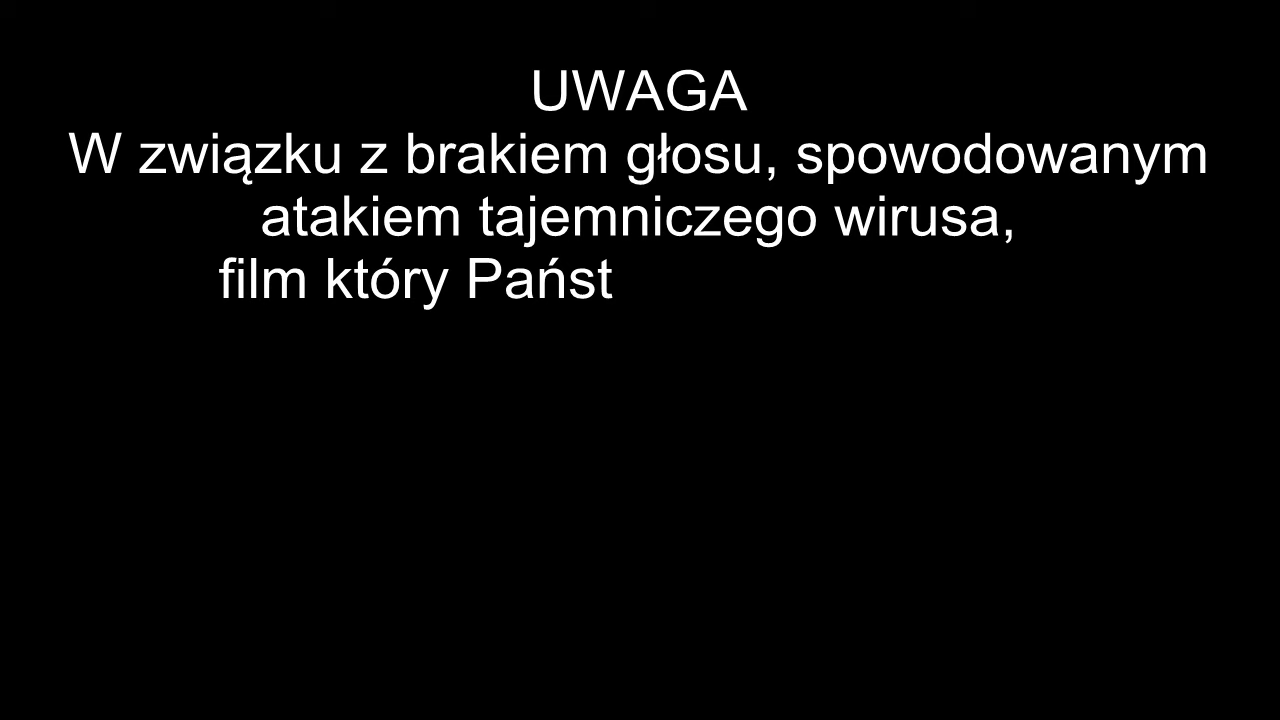 UWAGA
W związku z brakiem głosu, spowodowanym
atakiem tajemniczego wirusa,
film który Państ